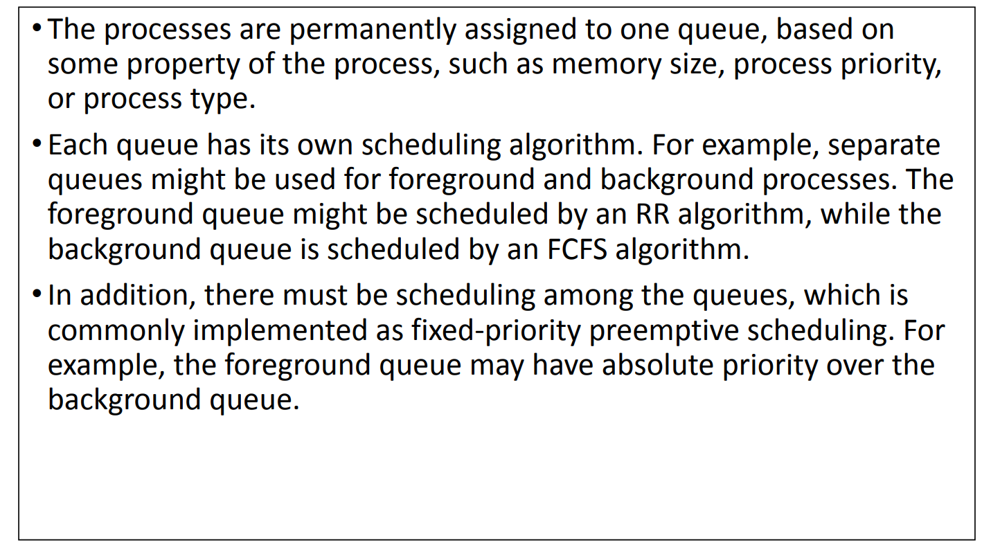 • The processes are permanently assigned to one queue, based on
some property of the process, such as memory size, process priority,
or process type.
• Each queue has its own scheduling algorithm. For example, separate
queues might be used for foreground and background processes. The
foreground queue might be scheduled by an RR algorithm, while the
background queue is scheduled by an FCFS algorithm.
• In addition, there must be scheduling among the queues, which is
commonly implemented as fixed-priority preemptive scheduling. For
example, the foreground queue may have absolute priority over the
background queue.